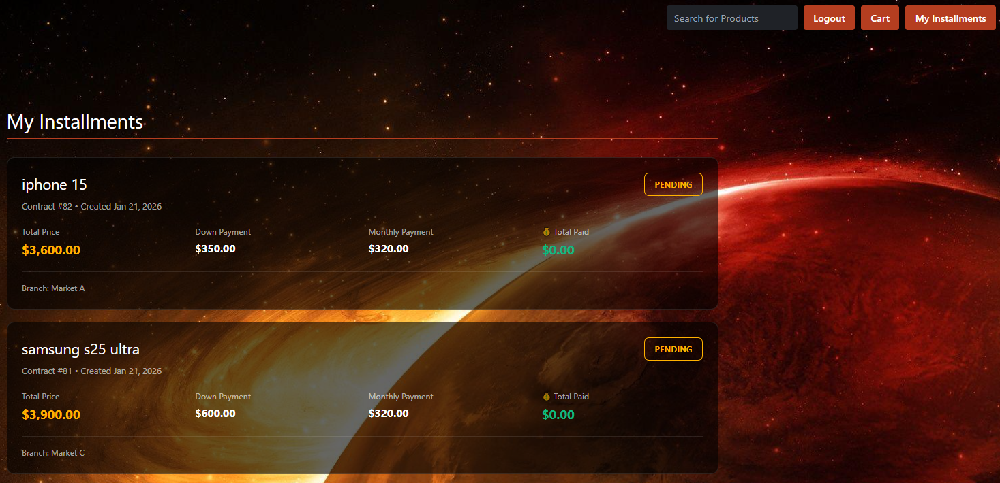 Search for Products Logout Cart My Installments
My Installments
iphone 15 PENDING
Contract #82 • Created Jan 21, 2026
Total Price Down Payment Monthly Payment 💰 Total Paid
$3,600.00 $350.00 $320.00 $0.00
Branch: Market A
samsung s25 ultra PENDING
Contract #81 • Created Jan 21, 2026
Total Price Down Payment Monthly Payment 💰 Total Paid
$3,900.00 $600.00 $320.00 $0.00
Branch: Market C